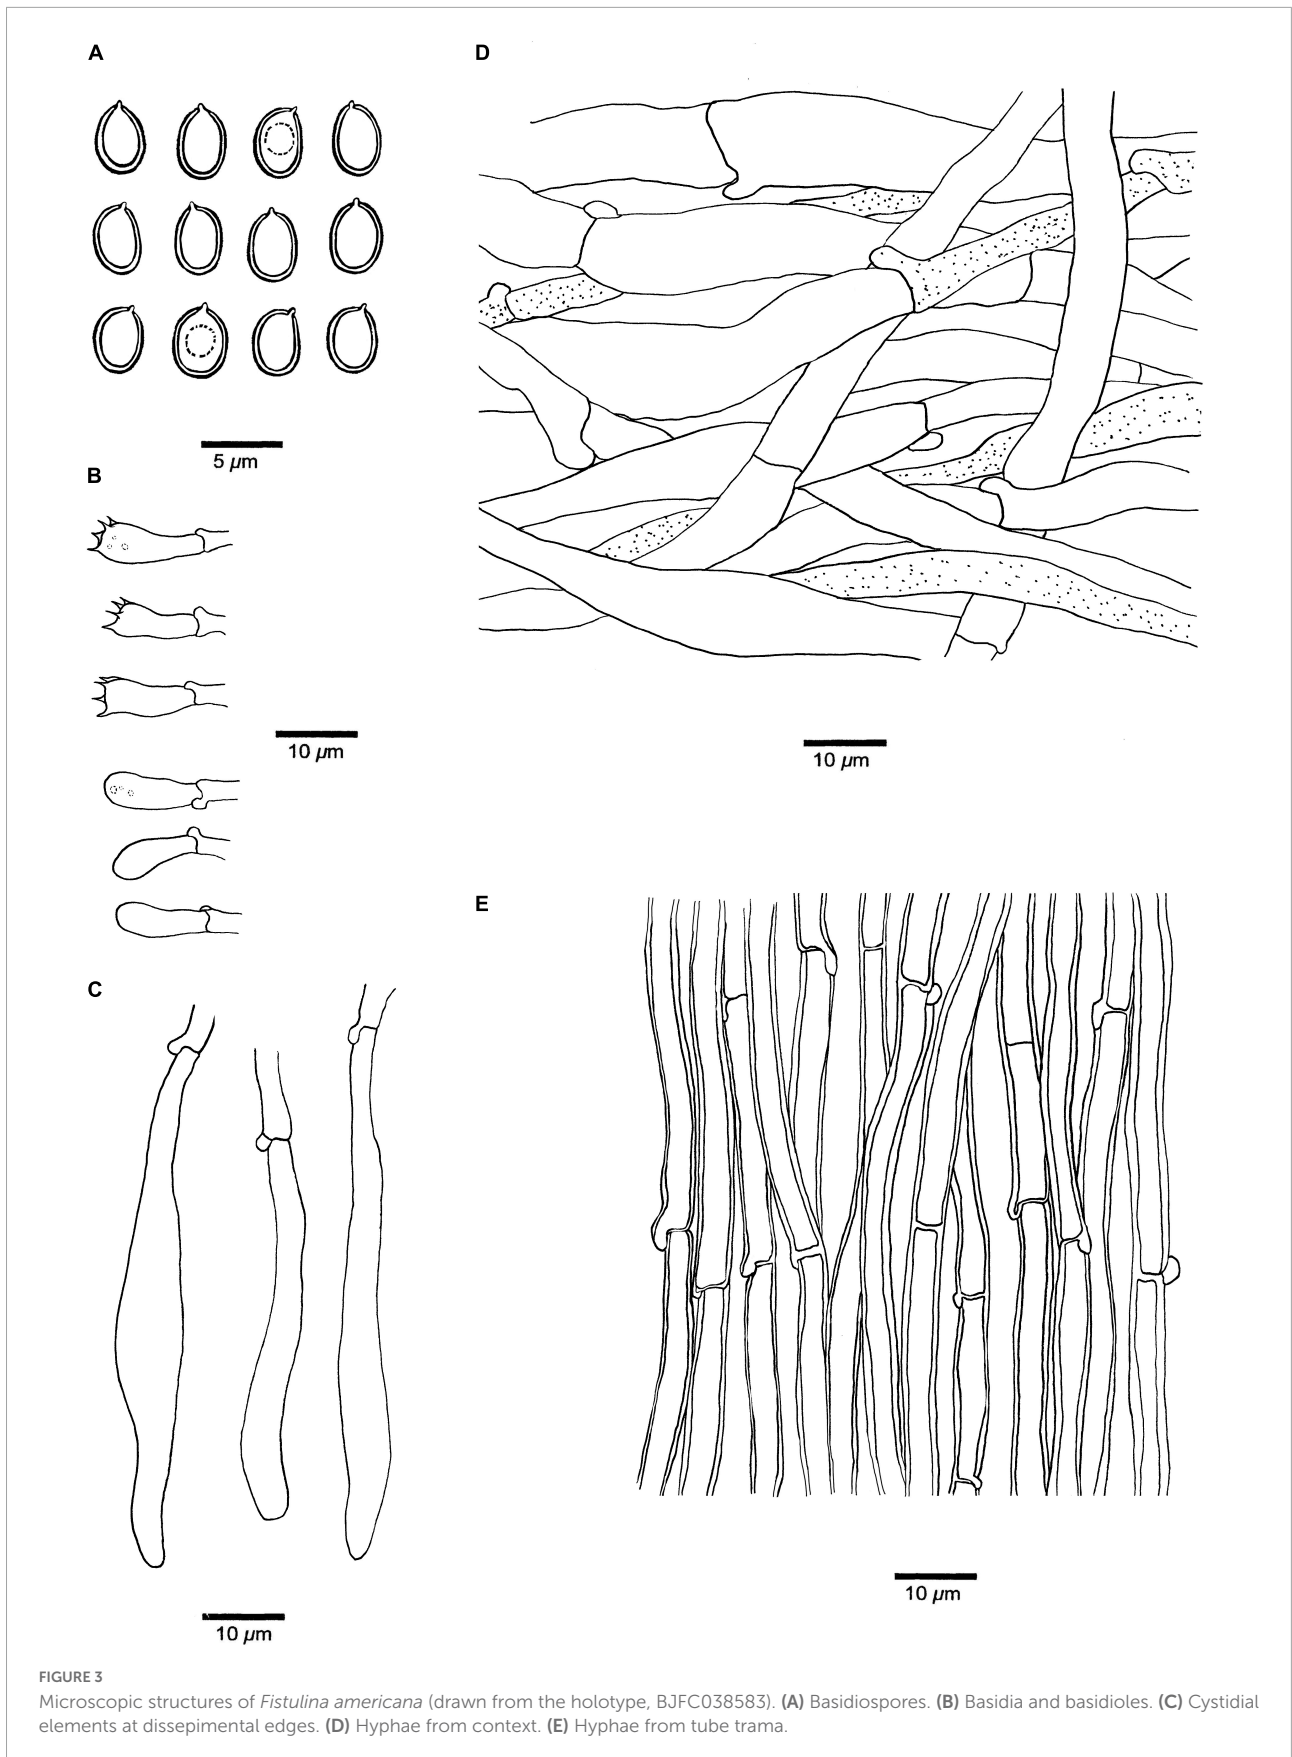 A
D
5 µm
B
10 µm
10 µm
E
C
10 µm
10 µm
FIGURE 3
Microscopic structures of Fistulina americana (drawn from the holotype, BJFC038583). (A) Basidiospores. (B) Basidia and basidioles. (C) Cystidial
elements at dissepimental edges. (D) Hyphae from context. (E) Hyphae from tube trama.